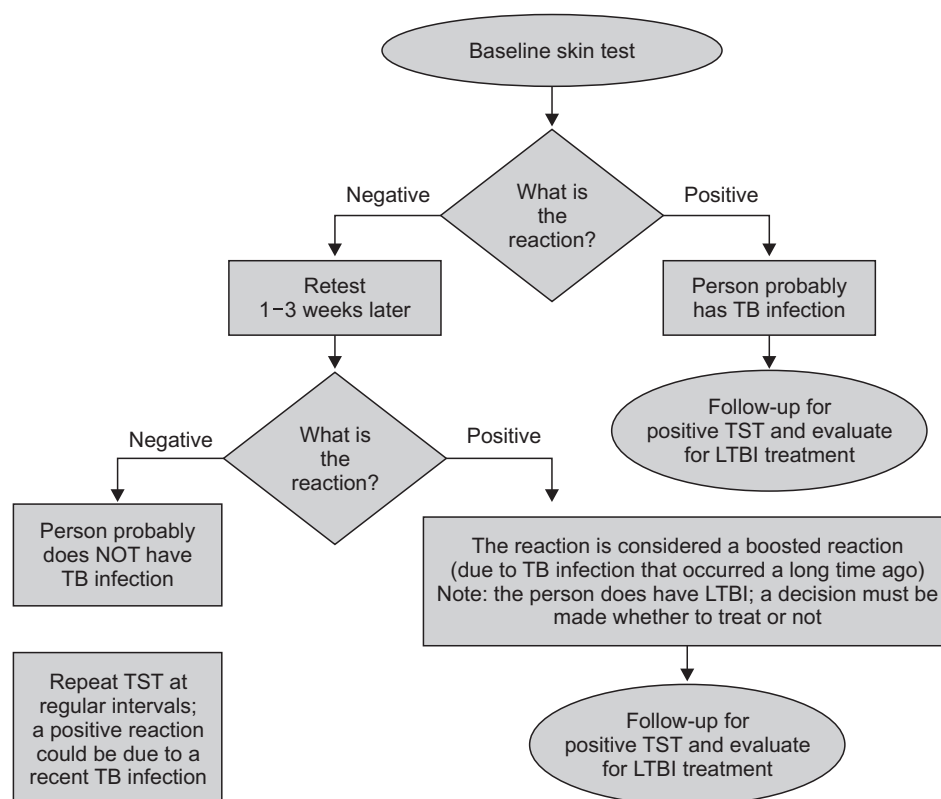 Baseline skin test
What is
the
reaction?
Negative
Positive
Retest
1−3 weeks later
Person probably
has TB infection
Follow-up for
positive TST and evaluate
for LTBI treatment
What is
the
reaction?
Negative
Positive
Person probably
does NOT have
TB infection
The reaction is considered a boosted reaction
(due to TB infection that occurred a long time ago)
Note: the person does have LTBI; a decision must be
made whether to treat or not
Repeat TST at
regular intervals;
a positive reaction
could be due to a
recent TB infection
Follow-up for
positive TST and evaluate
for LTBI treatment